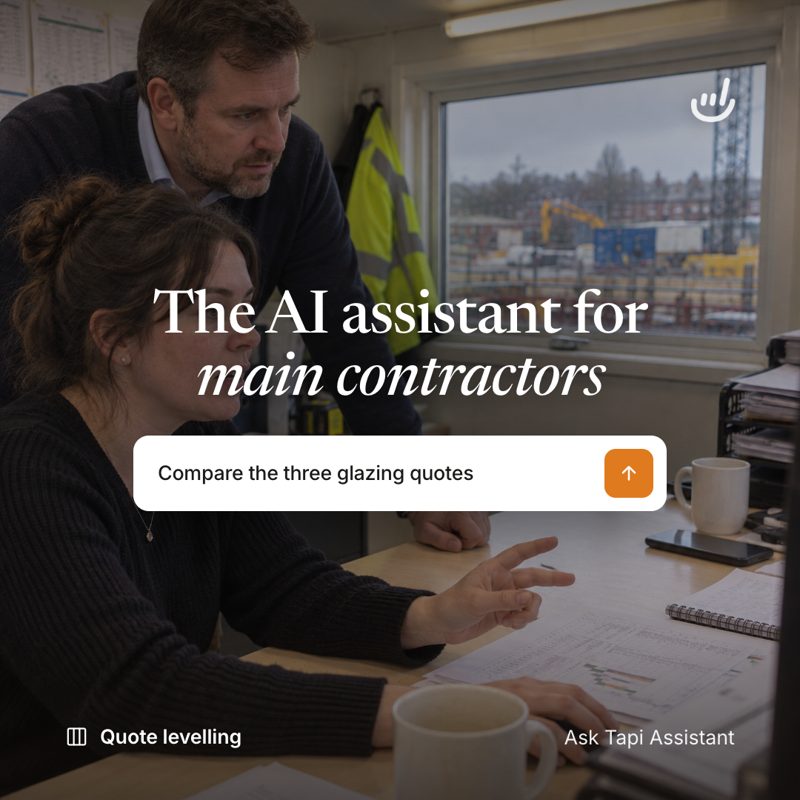 The AI assistant for
main contractors
Compare the three glazing quotes
Quote levelling
Ask Tapi Assistant